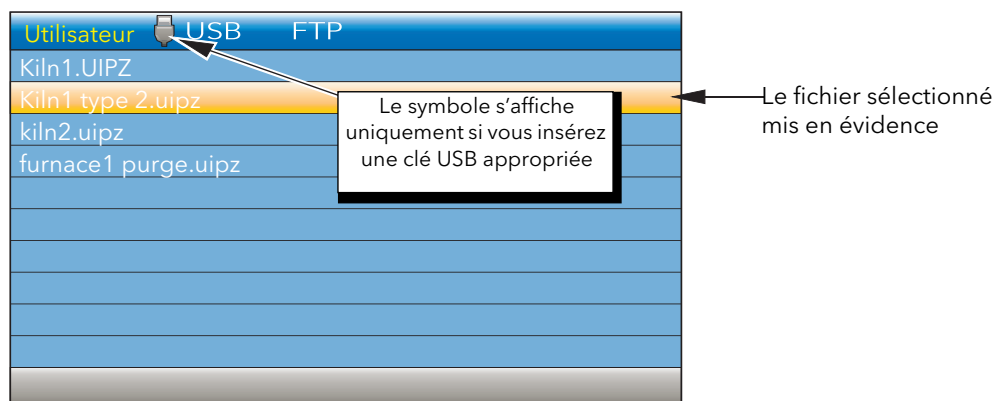 Utilisateur USB FTP
Kiln1.UIPZ
Kiln1 type 2.uipz
kiln2.uipz
furnace1 purge.uipz
Le symbole s'affiche
uniquement si vous insérez
une clé USB appropriée
Le fichier sélectionné
mis en évidence